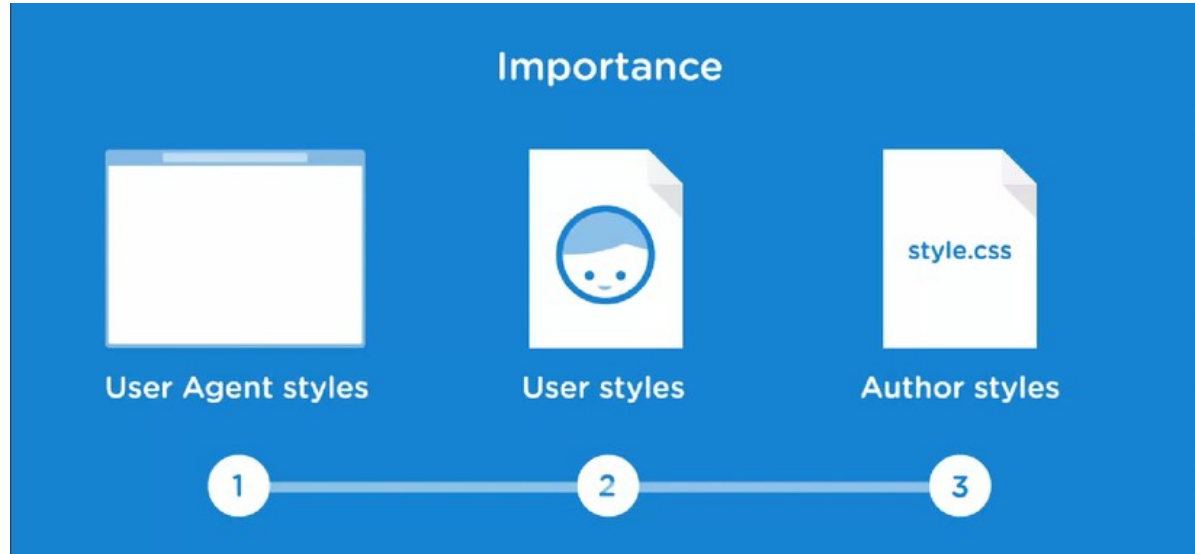 Importance
style.css
User Agent styles
User styles
Author styles
1
2
3